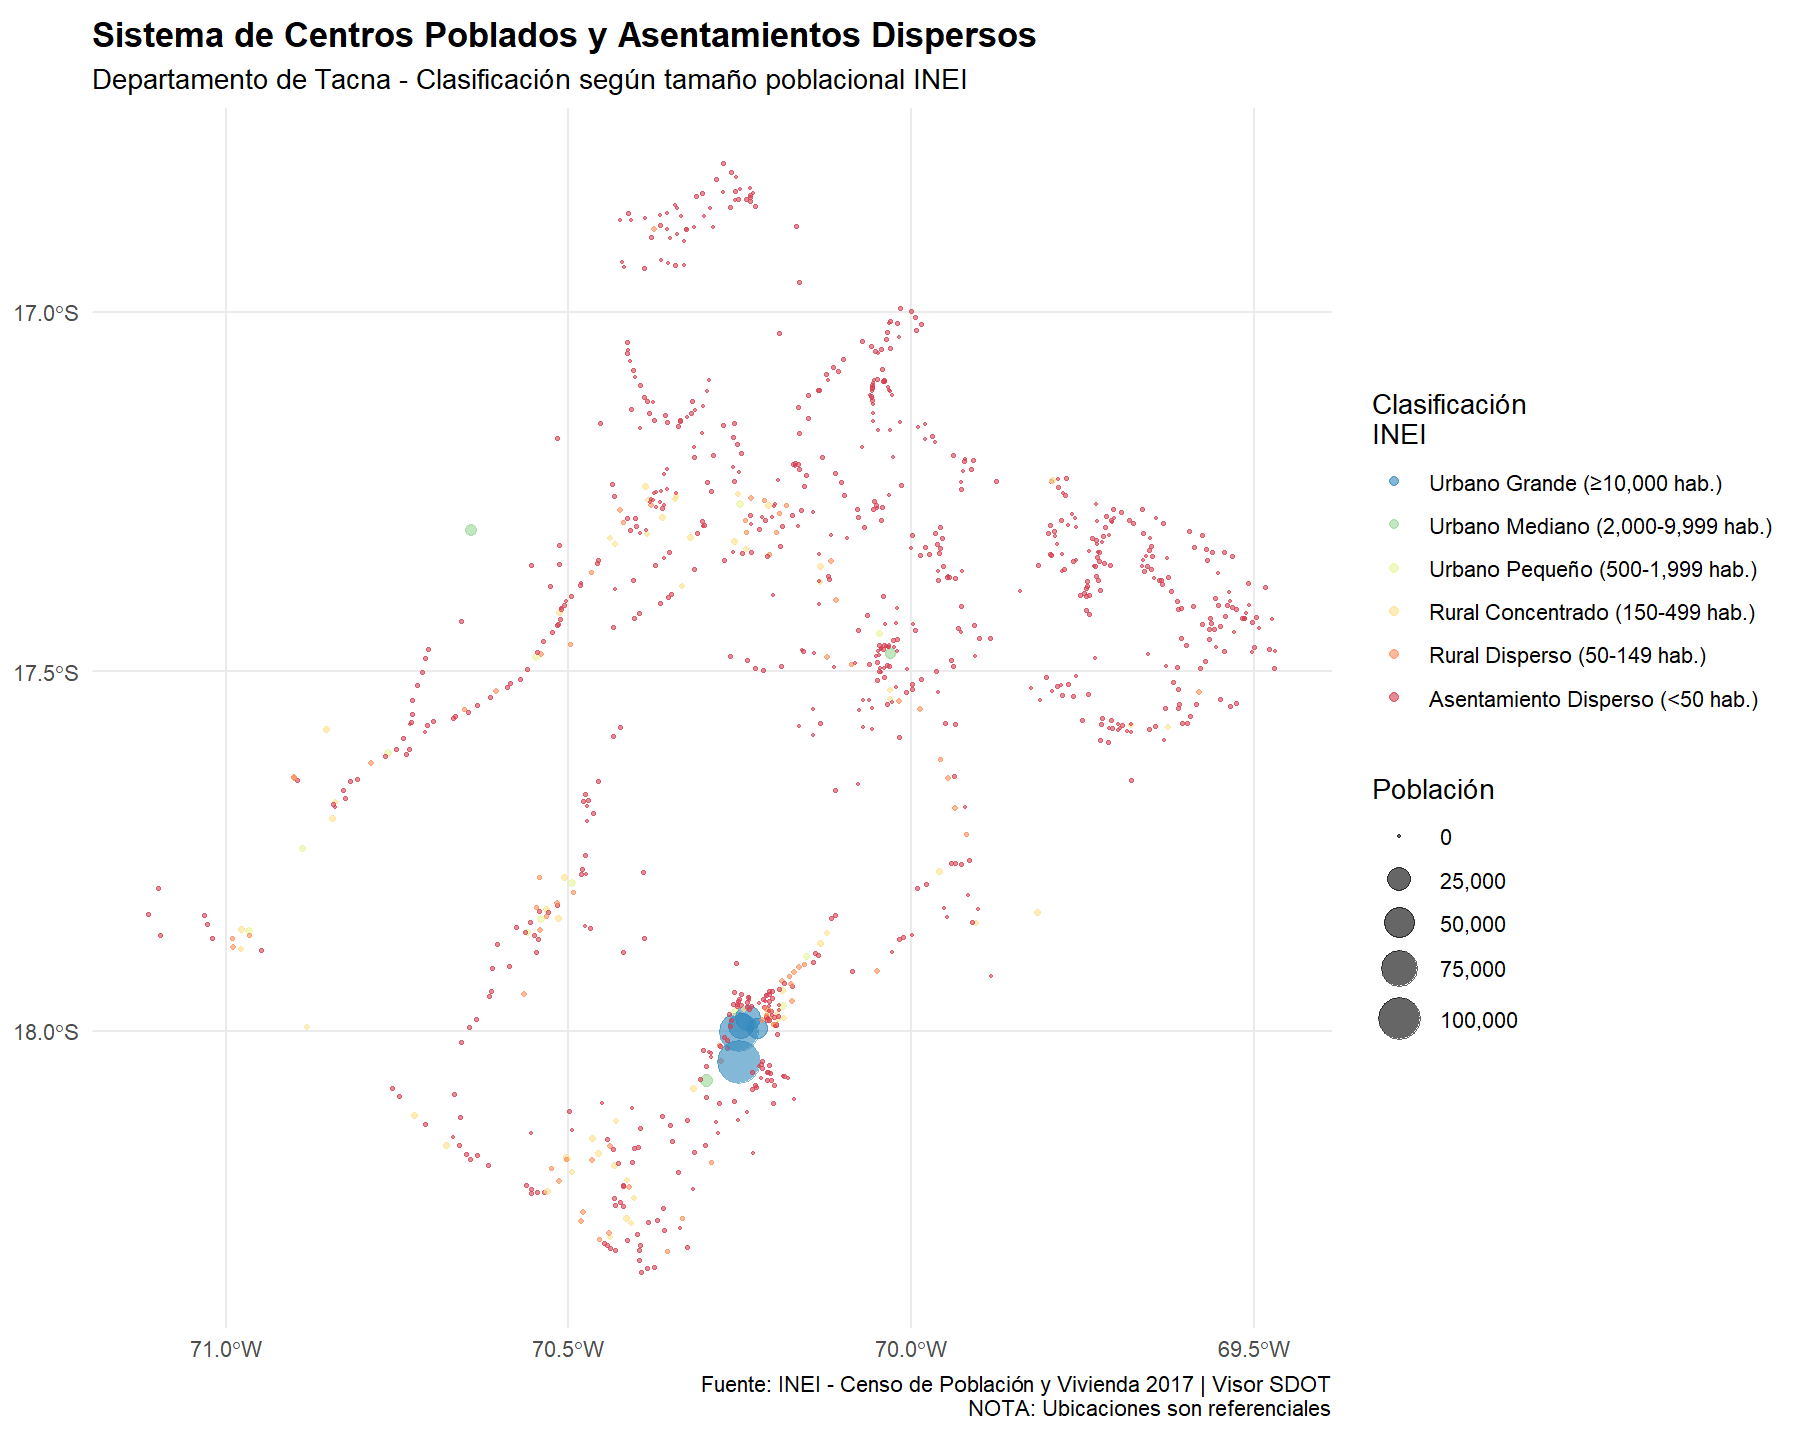 Sistema de Centros Poblados y Asentamientos Dispersos
Departamento de Tacna - Clasificación según tamaño poblacional INEI
17.0°S
17.5°S
18.0°S
71.0°W
70.5°W
70.0°W
69.5°W
Clasificación
INEI
Urbano Grande (≥10,000 hab.)
Urbano Mediano (2,000-9,999 hab.)
Urbano Pequeño (500-1,999 hab.)
Rural Concentrado (150-499 hab.)
Rural Disperso (50-149 hab.)
Asentamiento Disperso (<50 hab.)
Población
0
25,000
50,000
75,000
100,000
Fuente: INEI - Censo de Población y Vivienda 2017 | Visor SDOT
NOTA: Ubicaciones son referenciales